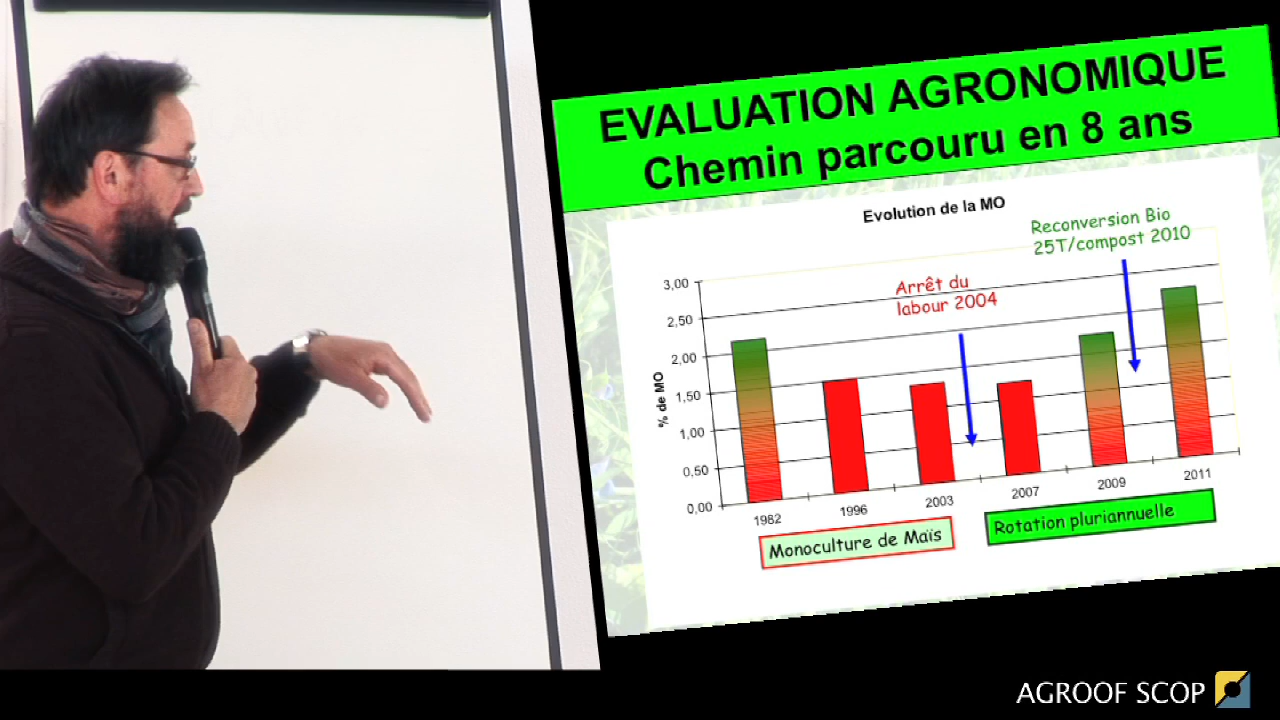 EVALUATION AGRONOMIQUE
Chemin parcouru en 8 ans
Evolution de la MO
Reconversion Bio
25T/compost 2010
Arrêt du
labour 2004
% de MO
3,00
2,50
2,00
1,50
1,00
0,50
0,00
1982
1996
2003
2007
2009
2011
Monoculture de Maïs
Rotation pluriannuelle
AGROOF SCOP